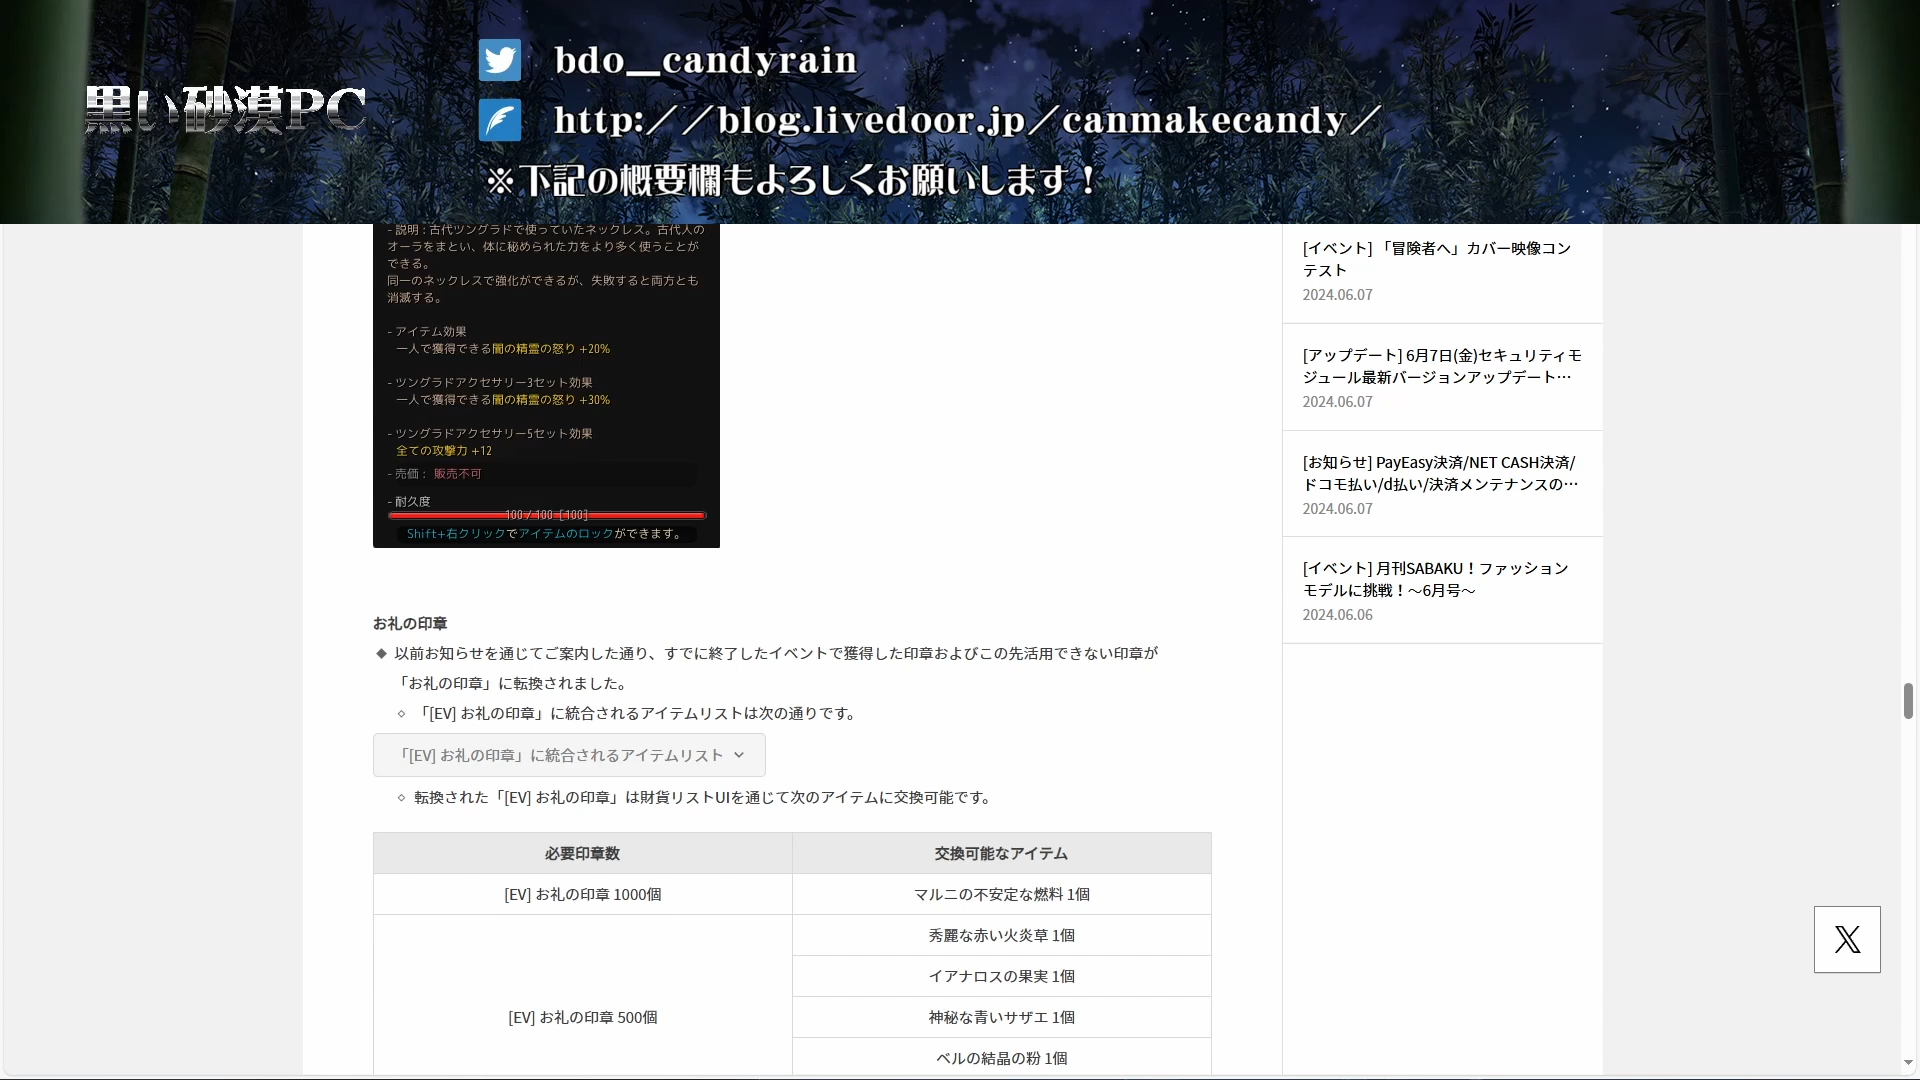 黒い砂漠PC
bdo__candyrain
http://blog.livedoor.jp/canmakecandy/
※下記の概要欄もよろしくお願いします！
- 説明 : 古代ツングラドで使っていたネックレス。古代人の
オーラをまとい、体に秘められた力をより多く使うことが
できる。
同一のネックレスで強化ができるが、失敗すると両方とも
消滅する。
- アイテム効果
一人で獲得できる闇の精霊の怒り +20%
- ツングラドアクセサリー3セット効果
一人で獲得できる闇の精霊の怒り +30%
- ツングラドアクセサリー5セット効果
全ての攻撃力 +12
- 売価 : 販売不可
- 耐久度
100 / 100 [100]
Shift+右クリックでアイテムのロックができます。
お礼の印章
◆ 以前お知らせを通じてご案内した通り、すでに終了したイベントで獲得した印章およびこの先活用できない印章が
「お礼の印章」に転換されました。
◇ 「[EV] お礼の印章」に統合されるアイテムリストは次の通りです。
「[EV] お礼の印章」に統合されるアイテムリスト
◇ 転換された「[EV] お礼の印章」は財貨リストUIを通じて次のアイテムに交換可能です。
必要印章数 交換可能なアイテム
[EV] お礼の印章 1000個 マルニの不安定な燃料 1個
秀麗な赤い火炎草 1個
イアナロスの果実 1個
[EV] お礼の印章 500個 神秘な青いサザエ 1個
ベルの結晶の粉 1個
[イベント] 「冒険者へ」カバー映像コン
テスト
2024.06.07
[アップデート] 6月7日(金)セキュリティモ
ジュール最新バージョンアップデート…
2024.06.07
[お知らせ] PayEasy決済/NET CASH決済/
ドコモ払い/d払い/決済メンテナンスの…
2024.06.07
[イベント] 月刊SABAKU！ファッション
モデルに挑戦！～6月号～
2024.06.06
X